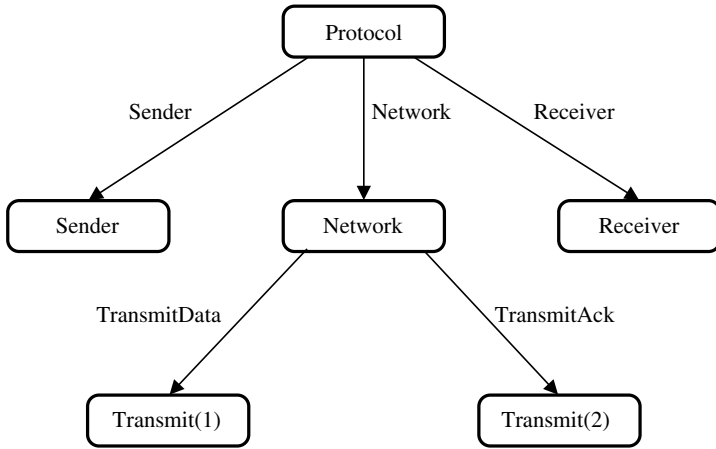 Protocol
Sender
Network
Receiver
Sender
Network
Receiver
TransmitData
TransmitAck
Transmit(1)
Transmit(2)